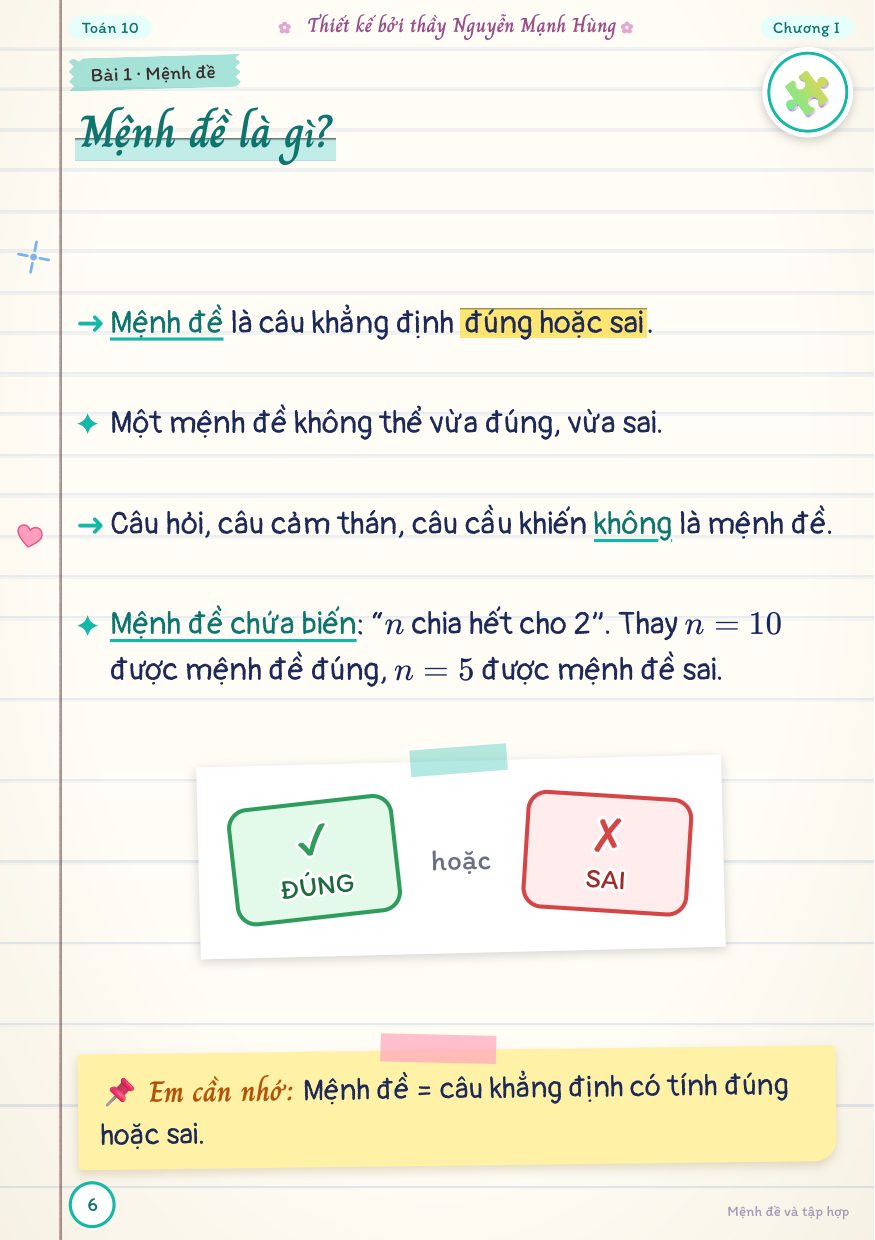 Toán 10
Thiết kế bởi thầy Nguyễn Mạnh Hùng
Chương I
Bài 1 · Mệnh đề
Mệnh đề là gì?
→ Mệnh đề là câu khẳng định đúng hoặc sai.
✦ Một mệnh đề không thể vừa đúng, vừa sai.
→ Câu hỏi, câu cảm thán, câu cầu khiến không là mệnh đề.
✦ Mệnh đề chứa biến: “n chia hết cho 2”. Thay n = 10
được mệnh đề đúng, n = 5 được mệnh đề sai.
✓
ĐÚNG
hoặc
✗
SAI
Em cần nhớ: Mệnh đề = câu khẳng định có tính đúng
hoặc sai.
6
Mệnh đề và tập hợp